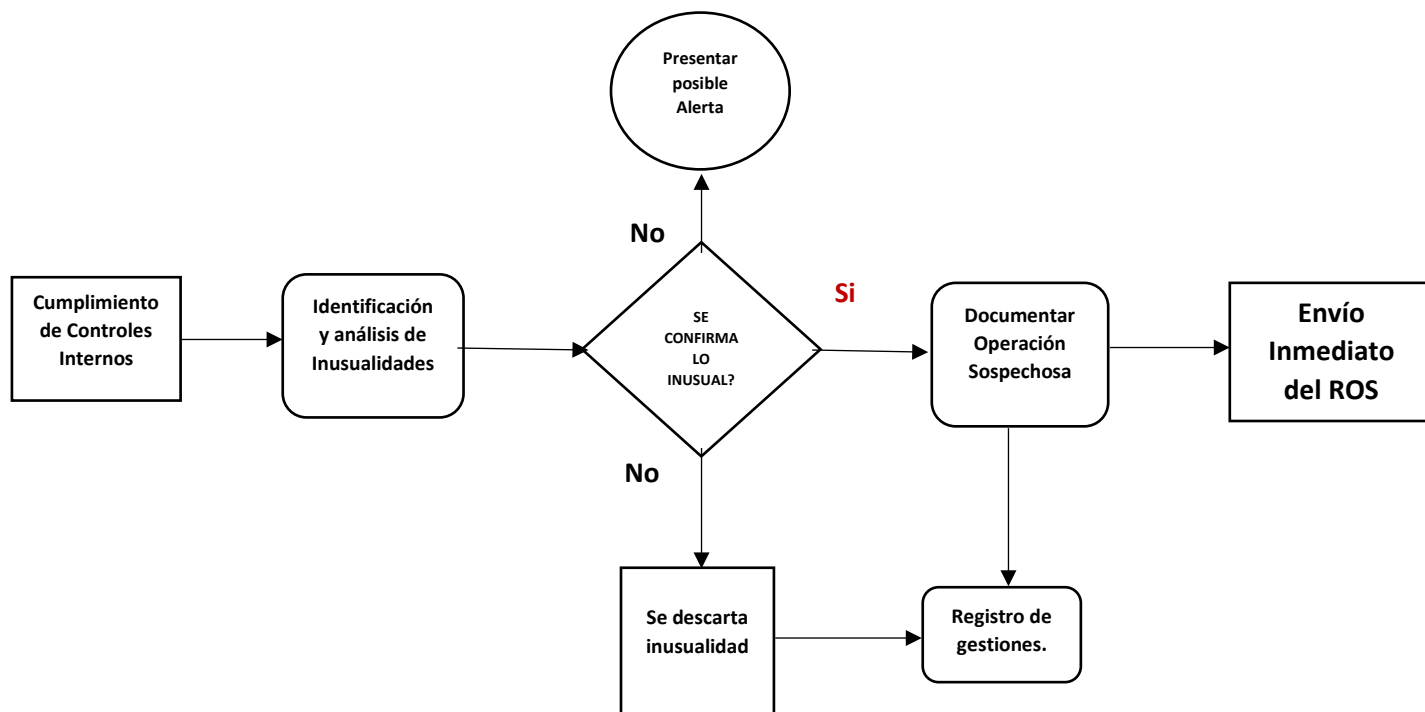 Presentar
posible
Alerta
No
Cumplimiento
de Controles
Internos
Identificación
y análisis de
Inusualidades
SE
CONFIRMA
LO
INUSUAL?
Si
Documentar
Operación
Sospechosa
Envío
Inmediato
del ROS
No
Se descarta
inusualidad
Registro de
gestiones.